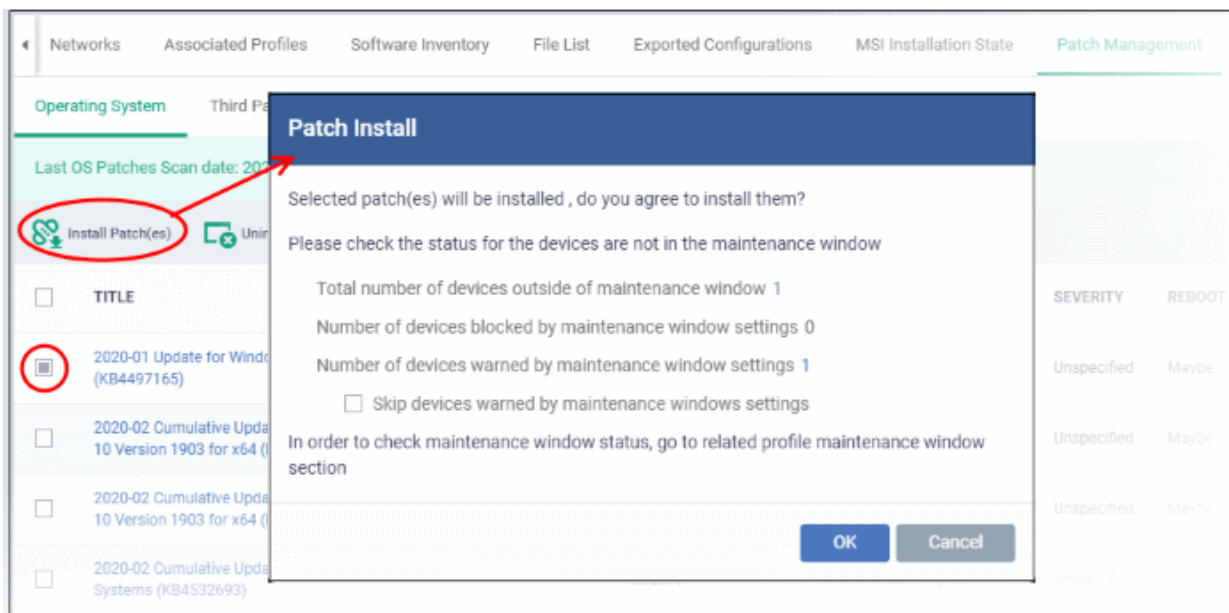 Networks Associated Profiles Software Inventory File List Exported Configurations MSI Installation State Patch Management
Operating System Third
Last OS Patches Scan date:
Install Patch(es)
Patch Install
Selected patch(es) will be installed , do you agree to install them?
Please check the status for the devices are not in the maintenance window
Total number of devices outside of maintenance window 1
Number of devices blocked by maintenance window settings 0
Number of devices warned by maintenance window settings 1
Skip devices warned by maintenance windows settings
In order to check maintenance window status, go to related profile maintenance window
section
OK Cancel
TITLE SEVERITY REBOOT
2020-01 Update for
(KB4497165) Unspecified Maybe
2020-02 Cumulative
10 Version 1903 for x64 Unspecified Maybe
2020-02 Cumulative
10 Version 1903 for x64 Unspecified Maybe
2020-02 Cumulative
Systems (KB4532693)